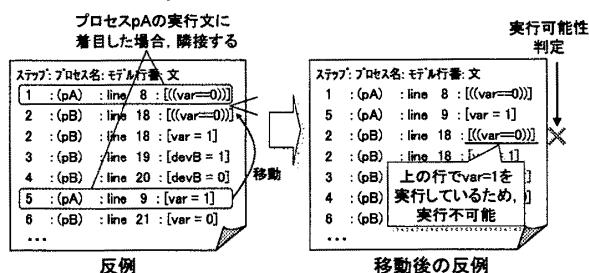 プロセスpAの実行文に
着目した場合，隣接する
ステップ: プロセス名: モデル行番: 文
1 : (pA) : line 8 : [((var==0))]
2 : (pB) : line 18 : [((var==0))]
2 : (pB) : line 18 : [var = 1]
3 : (pB) : line 19 : [devB = 1]
4 : (pB) : line 20 : [devB = 0]
5 : (pA) : line 9 : [var = 1]
6 : (pB) : line 21 : [var = 0]
・・・
移動
反例
実行可能性
判定
ステップ: プロセス名: モデル行番: 文
1 : (pA) : line 8 : [((var==0))]
5 : (pA) : line 9 : [var = 1]
2 : (pB) : line 18 : [((var==0))]
2 : (pB)
3 : (pB)
4 : (pB)
6 : (pB)
・・・
上の行でvar=1を
実行しているため，
実行不可能
移動後の反例